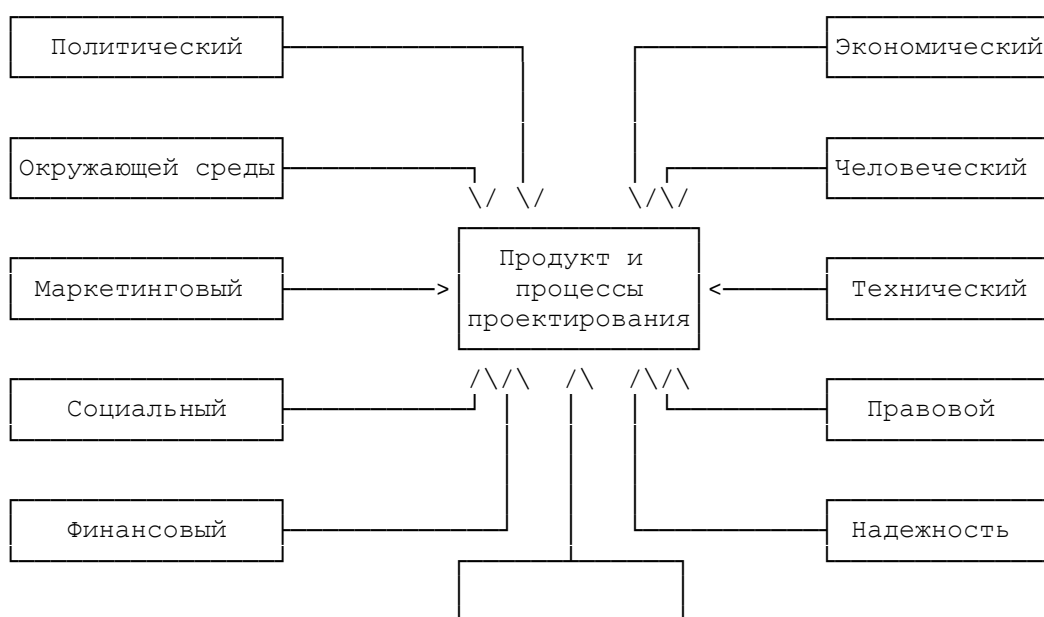 Политический
Экономический
Окружающей среды
Человеческий
Продукт и
процессы
проектирования
Маркетинговый
Технический
Социальный
Правовой
Финансовый
Надежность